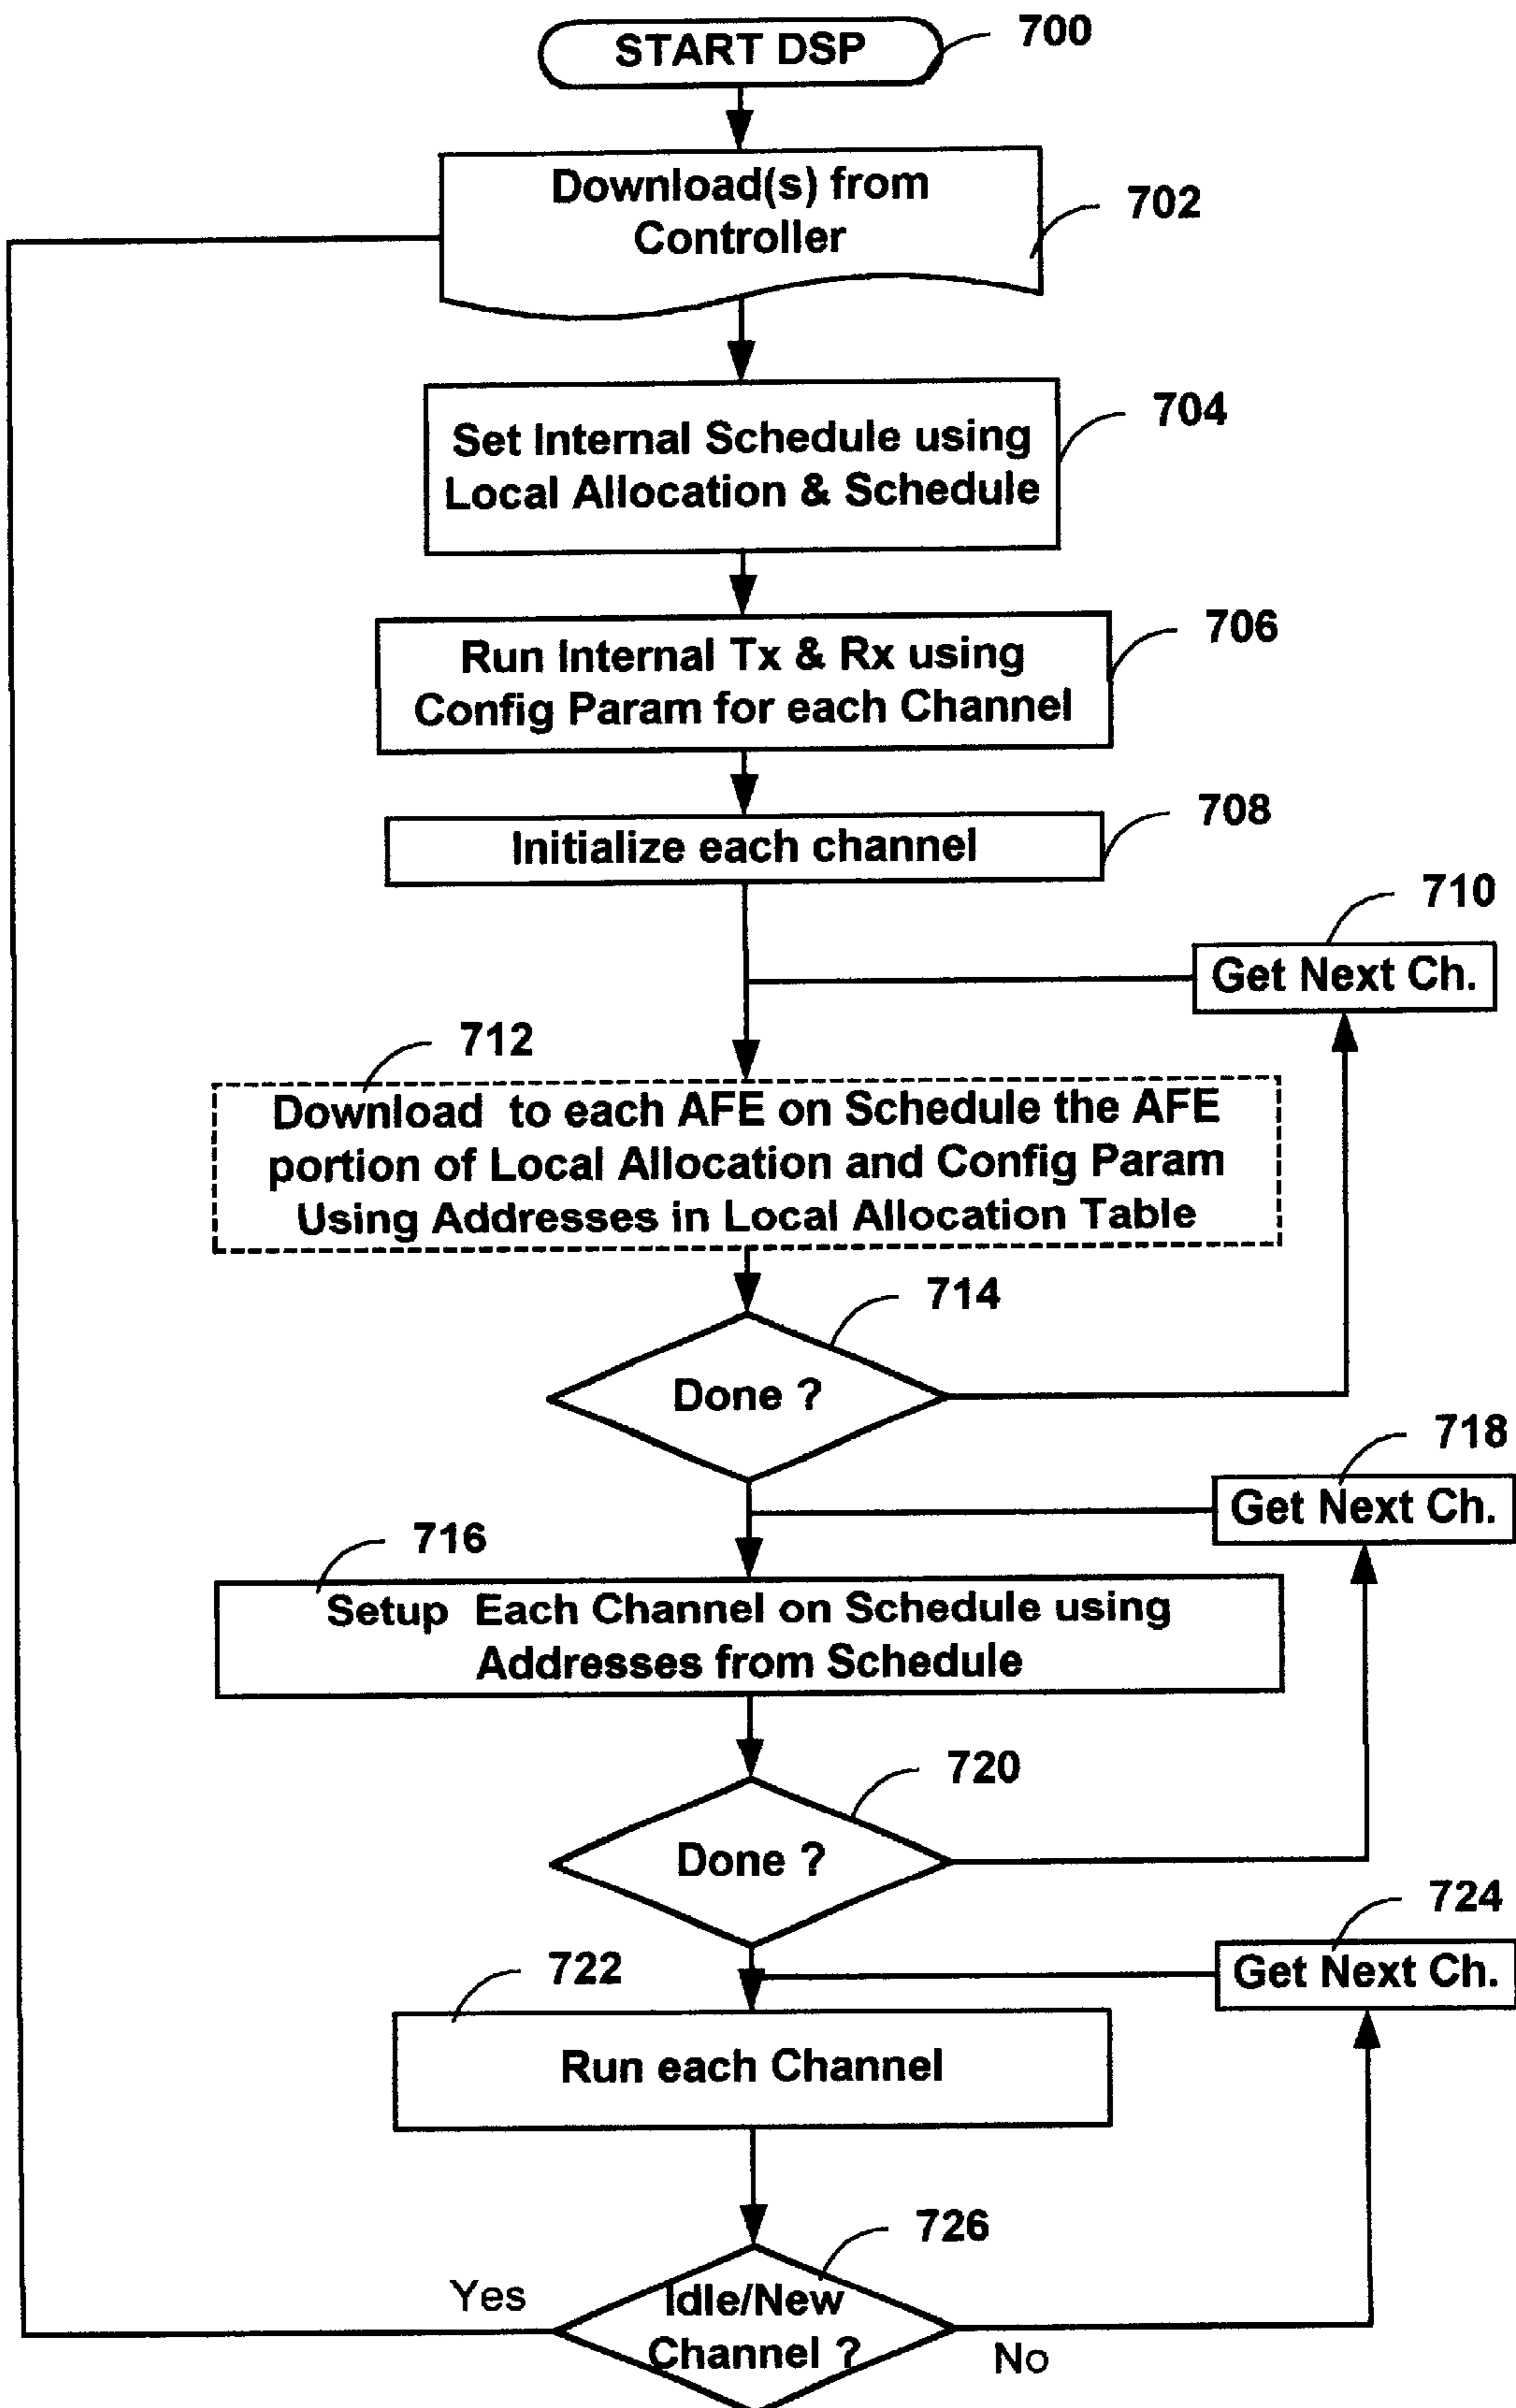 START DSP
700
Download(s) from
Controller
702
Set Internal Schedule using
Local Allocation & Schedule
704
Run Internal Tx & Rx using
Config Param for each Channel
706
Initialize each channel
708
710
Get Next Ch.
712
Download to each AFE on Schedule the AFE
portion of Local Allocation and Config Param
Using Addresses in Local Allocation Table
714
Done ?
718
Get Next Ch.
716
Setup Each Channel on Schedule using
Addresses from Schedule
720
Done ?
724
Get Next Ch.
722
Run each Channel
726
Idle/New
Channel ?
Yes
No